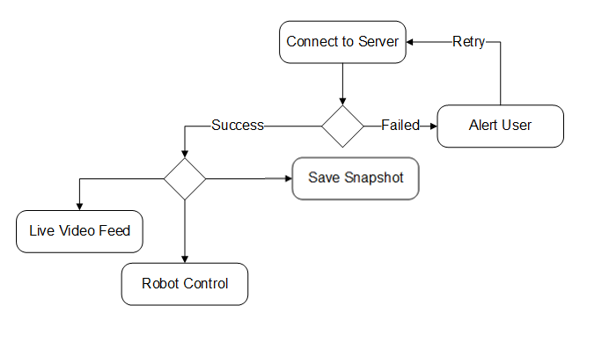 Connect to Server
Retry
Success
Failed
Alert User
Save Snapshot
Live Video Feed
Robot Control